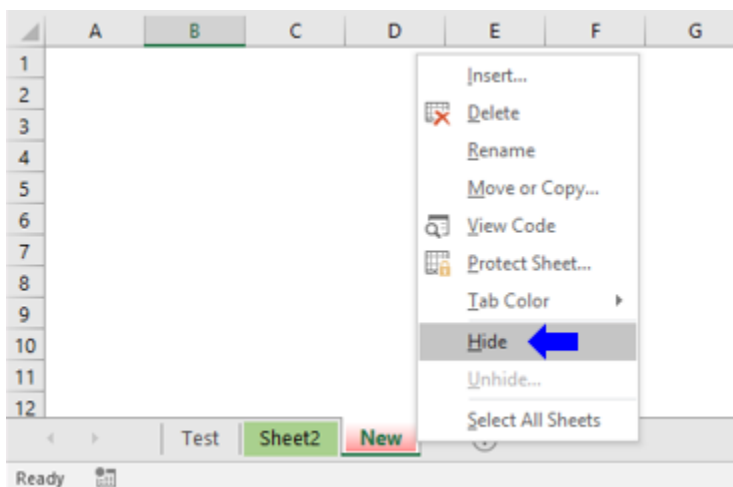 A B C D E F G
1
Insert...
2
Delete
3
Rename
4
Move or Copy...
5
6
View Code
7
Protect Sheet...
8
Tab Color
9
10
Hide
11
Unhide...
12
Select All Sheets
Test Sheet2 New
Ready